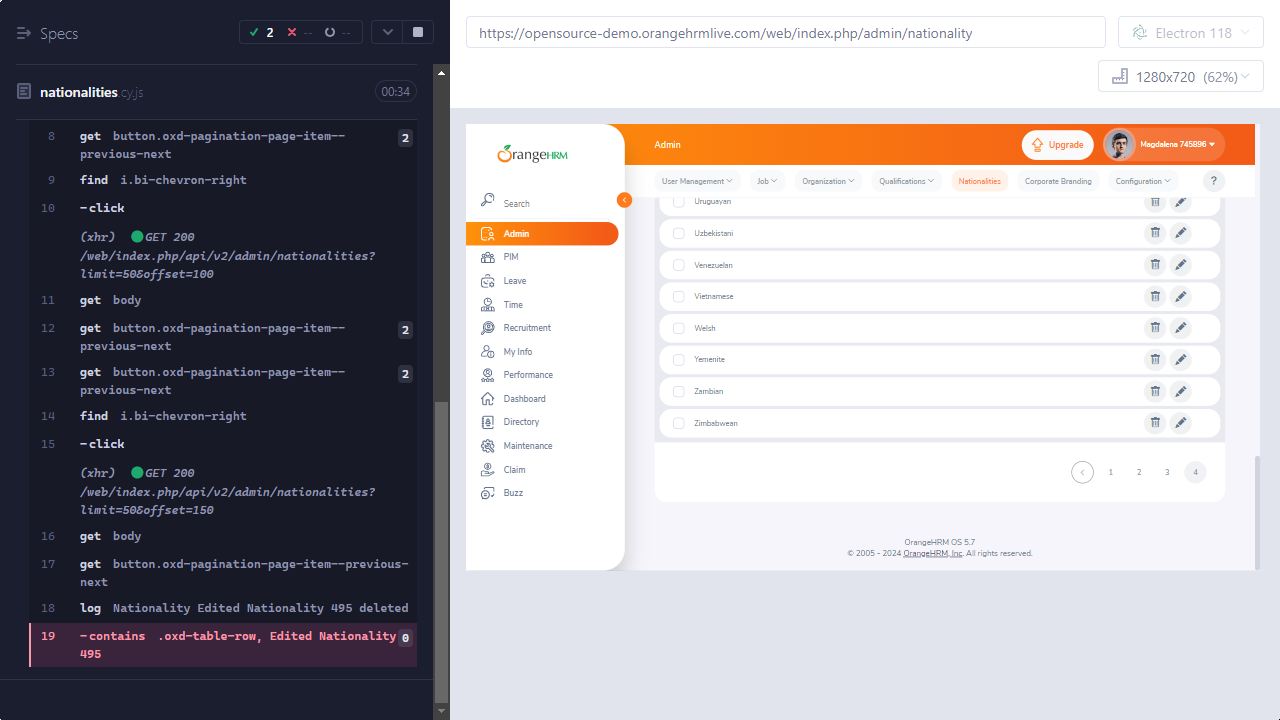 Specs
2
--
--
nationalities.cy.js
00:34
8 get button.oxd-pagination-page-item--previous-next 2
9 find i.bi-chevron-right
10 -click
(xhr) GET 200
/web/index.php/api/v2/admin/nationalities?
limit=50&offset=100
11 get body
12 get button.oxd-pagination-page-item--
previous-next 2
13 get button.oxd-pagination-page-item--
previous-next 2
14 find i.bi-chevron-right
15 -click
(xhr) GET 200
/web/index.php/api/v2/admin/nationalities?
limit=50&offset=150
16 get body
17 get button.oxd-pagination-page-item--previous-
next
18 log Nationality Edited Nationality 495 deleted
19 -contains .oxd-table-row, Edited Nationality 0
495
https://opensource-demo.orangehrmlive.com/web/index.php/admin/nationality
Electron 118
1280x720 (62%)
OrangeHRM
Search
Admin
PIM
Leave
Time
Recruitment
My Info
Performance
Dashboard
Directory
Maintenance
Claim
Buzz
Admin
Upgrade
Magdalena 745896
User Management
Job
Organization
Qualifications
Nationalities
Corporate Branding
Configuration
?
Uruguayan
Uzbekistani
Venezuelan
Vietnamese
Welsh
Yemenite
Zambian
Zimbabwean
1 2 3 4
OrangeHRM OS 5.7
© 2005 - 2024 OrangeHRM, Inc. All rights reserved.